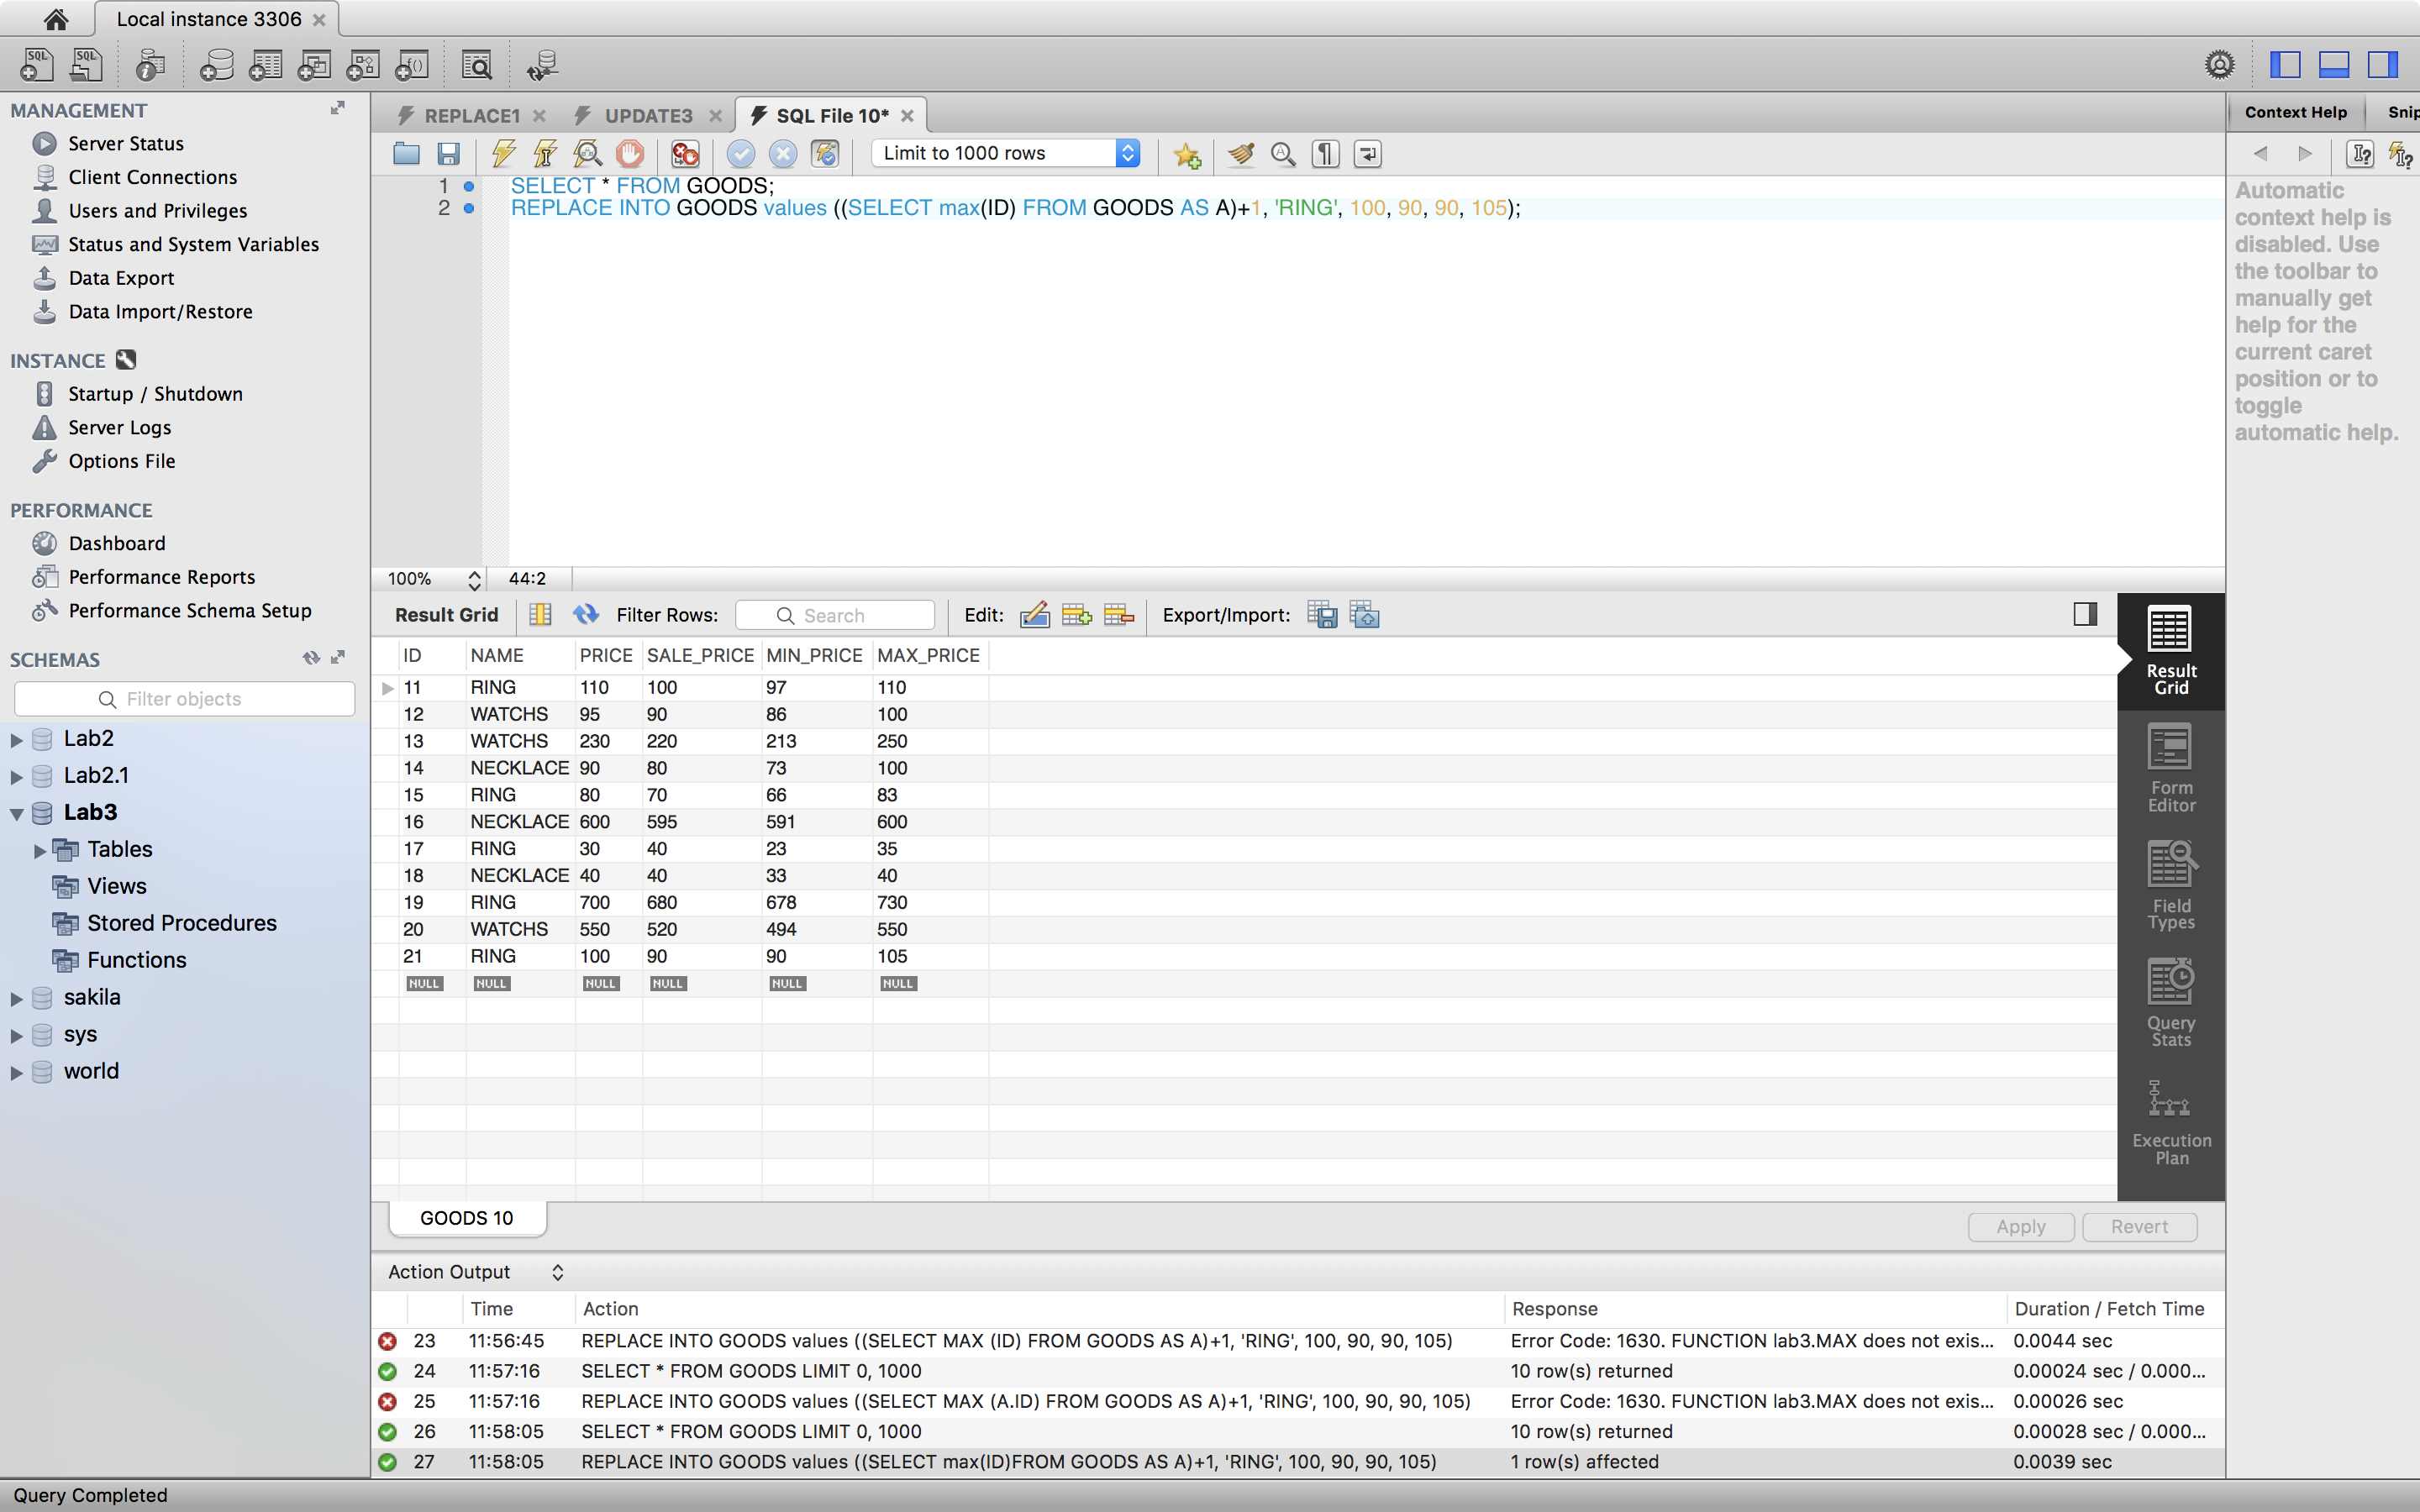 Local instance 3306
MANAGEMENT
Server Status
Client Connections
Users and Privileges
Status and System Variables
Data Export
Data Import/Restore
INSTANCE
Startup / Shutdown
Server Logs
Options File
PERFORMANCE
Dashboard
Performance Reports
Performance Schema Setup
SCHEMAS
Filter objects
Lab2
Lab2.1
Lab3
Tables
Views
Stored Procedures
Functions
sakila
sys
world
REPLACE1
UPDATE3
SQL File 10*
Limit to 1000 rows
1 SELECT * FROM GOODS;
2 REPLACE INTO GOODS values ((SELECT max(ID) FROM GOODS AS A)+1, 'RING', 100, 90, 90, 105);
100% 44:2
Result Grid Filter Rows: Search Edit: Export/Import:
ID NAME PRICE SALE_PRICE MIN_PRICE MAX_PRICE
11 RING 110 100 97 110
12 WATCHS 95 90 86 100
13 WATCHS 230 220 213 250
14 NECKLACE 90 80 73 100
15 RING 80 70 66 83
16 NECKLACE 600 595 591 600
17 RING 30 40 23 35
18 NECKLACE 40 40 33 40
19 RING 700 680 678 730
20 WATCHS 550 520 494 550
21 RING 100 90 90 105
NULL NULL NULL NULL NULL NULL
Result
Grid
Form
Editor
Field
Types
Query
Stats
Execution
Plan
GOODS 10
Apply Revert
Action Output
Time Action Response Duration / Fetch Time
23 11:56:45 REPLACE INTO GOODS values ((SELECT MAX (ID) FROM GOODS AS A)+1, 'RING', 100, 90, 90, 105) Error Code: 1630. FUNCTION lab3.MAX does not exis... 0.0044 sec
24 11:57:16 SELECT * FROM GOODS LIMIT 0, 1000 10 row(s) returned 0.00024 sec / 0.000...
25 11:57:16 REPLACE INTO GOODS values ((SELECT MAX (A.ID) FROM GOODS AS A)+1, 'RING', 100, 90, 90, 105) Error Code: 1630. FUNCTION lab3.MAX does not exis... 0.00026 sec
26 11:58:05 SELECT * FROM GOODS LIMIT 0, 1000 10 row(s) returned 0.00028 sec / 0.000...
27 11:58:05 REPLACE INTO GOODS values ((SELECT max(ID)FROM GOODS AS A)+1, 'RING', 100, 90, 90, 105) 1 row(s) affected 0.0039 sec
Context Help Snip
Automatic
context help is
disabled. Use
the toolbar to
manually get
help for the
current caret
position or to
toggle
automatic help.
Query Completed